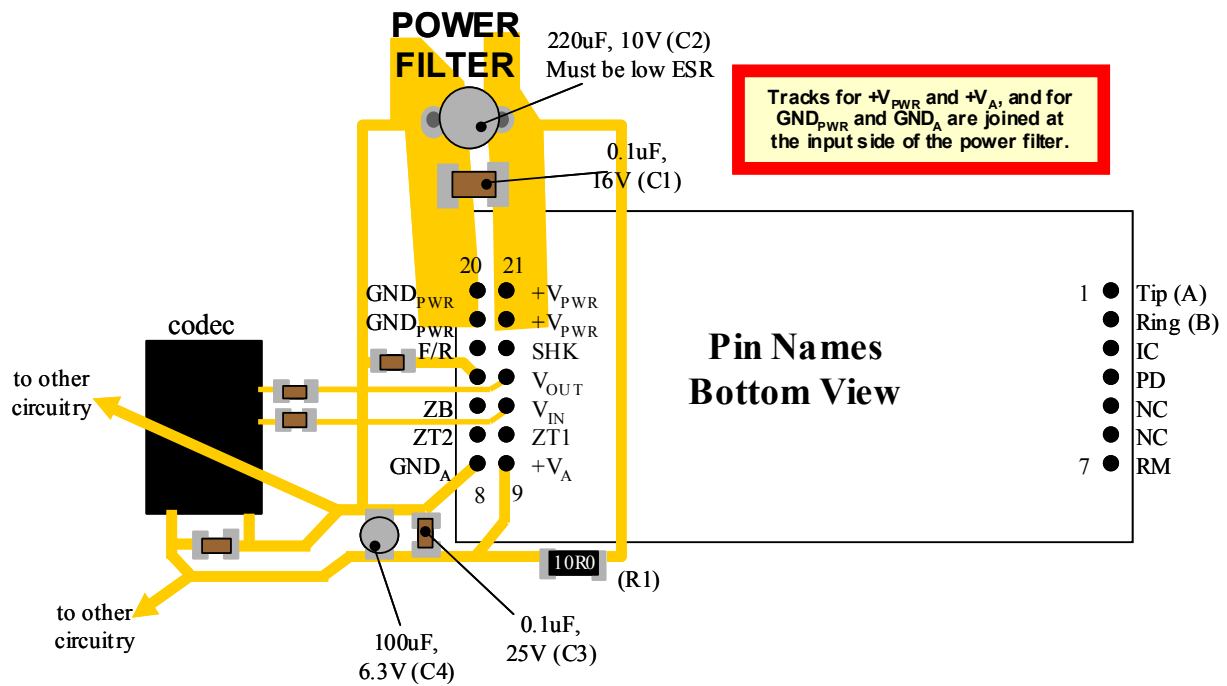 POWER
FILTER
220uF, 10V (C2)
Must be low ESR
Tracks for +VPWR and +VA, and for
GNDPWR and GNDA are joined at
the input side of the power filter.
0.1uF,
16V (C1)
20 21
GNDPWR +VPWR
GNDPWR +VPWR
F/R SHK
VOUT
ZB VIN
ZT2 ZT1
GNDA +VA
8 9
Pin Names
Bottom View
1 Tip (A)
Ring (B)
IC
PD
NC
NC
7 RM
codec
to other
circuitry
10R0
(R1)
to other
circuitry
100uF,
6.3V (C4)
0.1uF,
25V (C3)